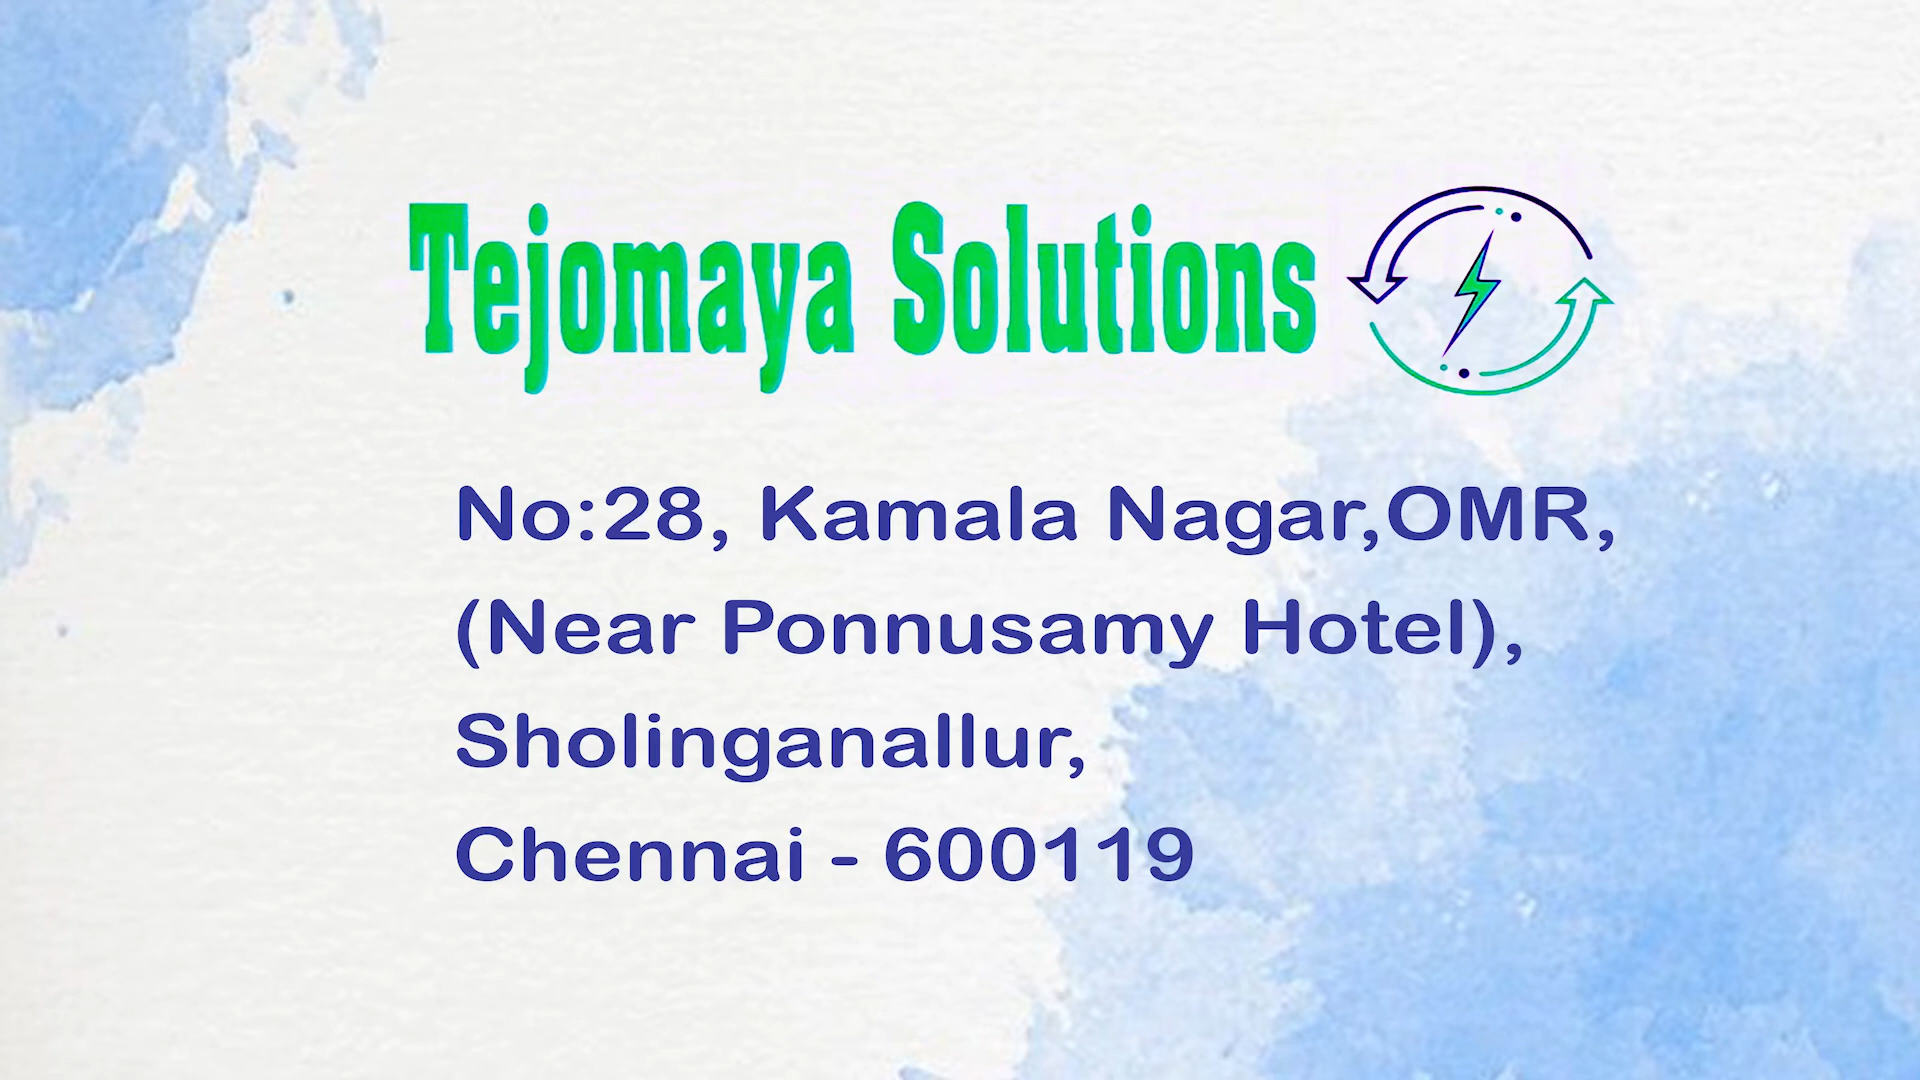 Tejomaya Solutions
No:28, Kamala Nagar,OMR,
(Near Ponnusamy Hotel),
Sholinganallur,
Chennai - 600119